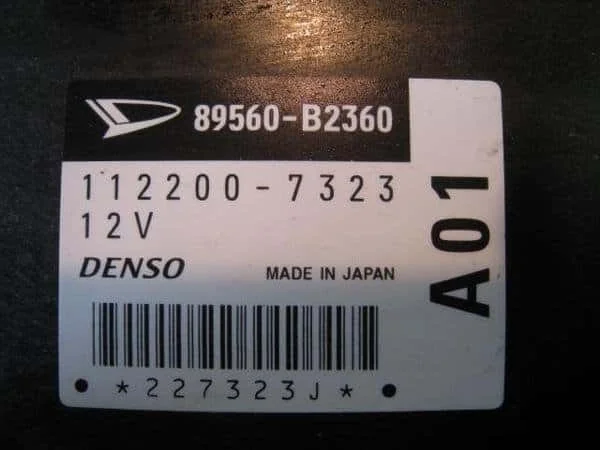 89560-B2360
112200-7323
12V
DENSO MADE IN JAPAN
*227323J*
A01